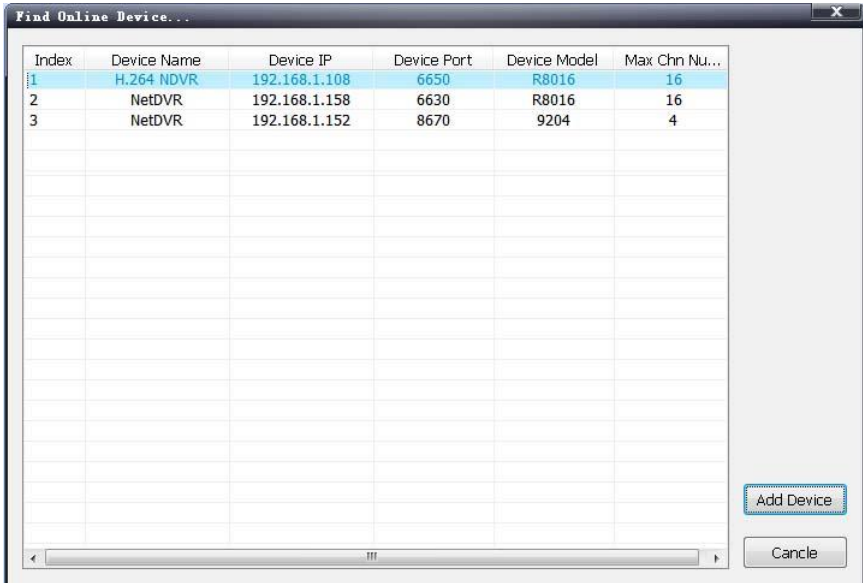 Find Online Device...
Index Device Name Device IP Device Port Device Model Max Chn Nu...
1 H.264 NDVR 192.168.1.108 6650 R8016 16
2 NetDVR 192.168.1.158 6630 R8016 16
3 NetDVR 192.168.1.152 8670 9204 4
Add Device
Cancle